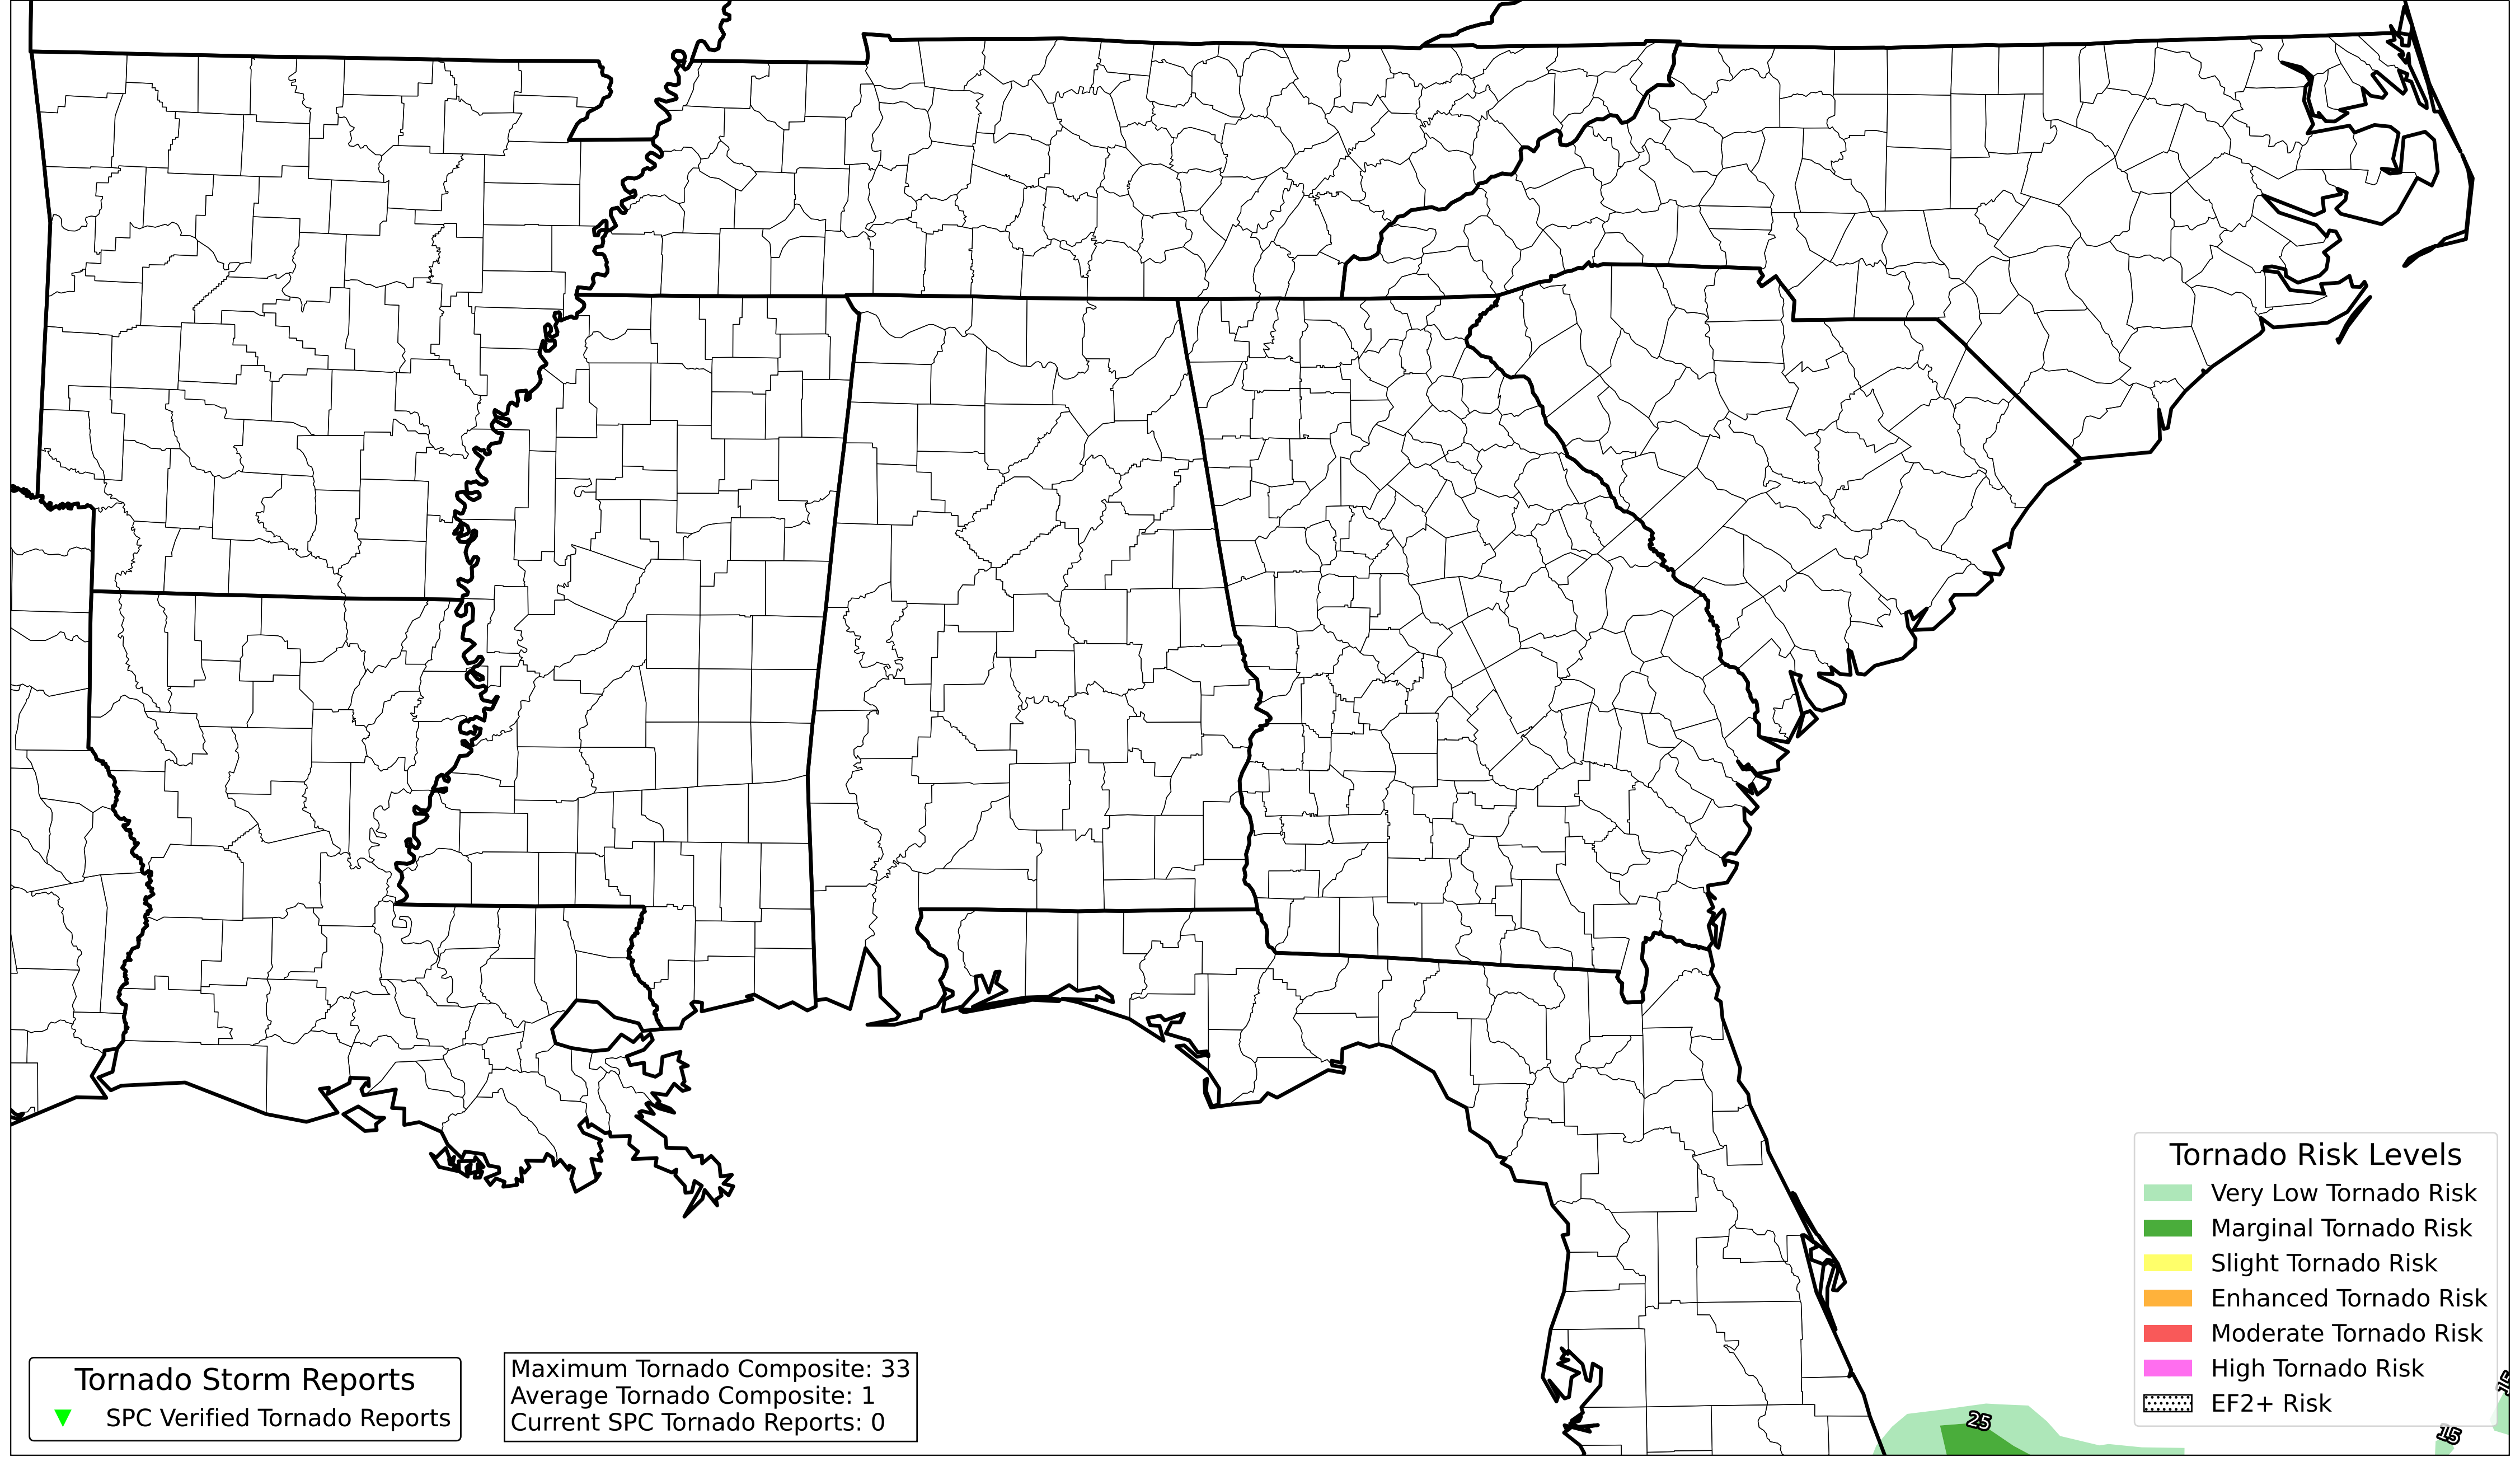 Tornado Risk Levels
Very Low Tornado Risk
Marginal Tornado Risk
Slight Tornado Risk
Enhanced Tornado Risk
Moderate Tornado Risk
High Tornado Risk
EF2+ Risk
Tornado Storm Reports
SPC Verified Tornado Reports
Maximum Tornado Composite: 33
Average Tornado Composite: 1
Current SPC Tornado Reports: 0
25
15
15